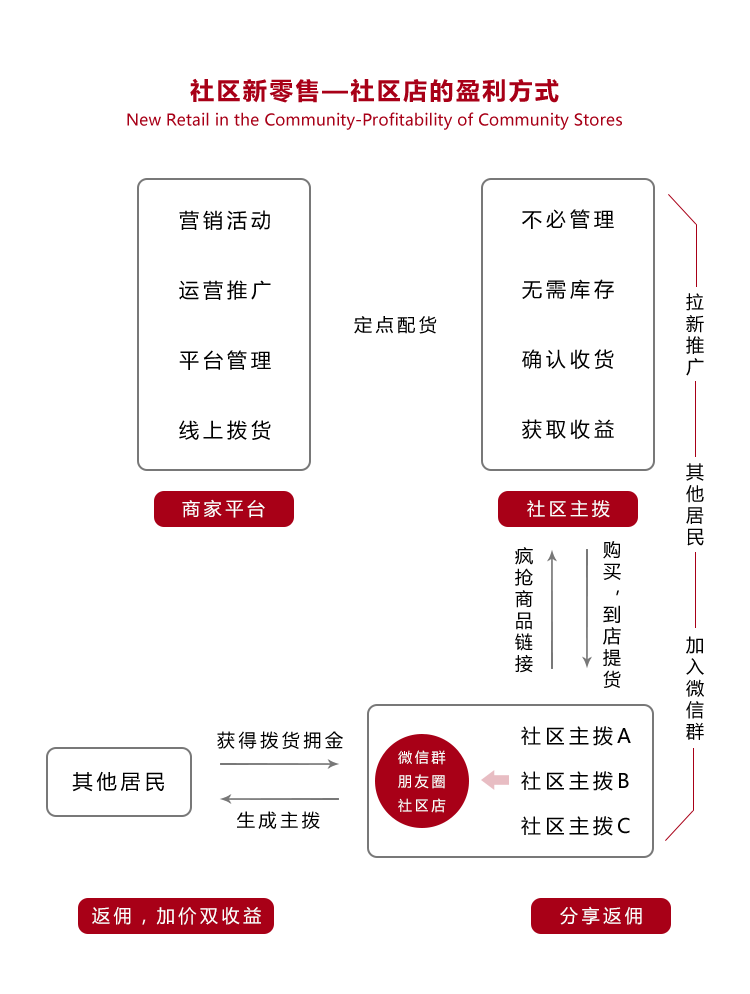 社区新零售—社区店的盈利方式
New Retail in the Community-Profitability of Community Stores
营销活动
运营推广
平台管理
线上拨货
商家平台
定点配货
不必管理
无需库存
确认收货
获取收益
社区主拨
拉新推广
其他居民
加入微信群
疯抢商品链接
购买，到店提货
其他居民
获得拨货拥金
生成主拨
微信群
朋友圈
社区店
社区主拨A
社区主拨B
社区主拨C
返佣，加价双收益
分享返佣